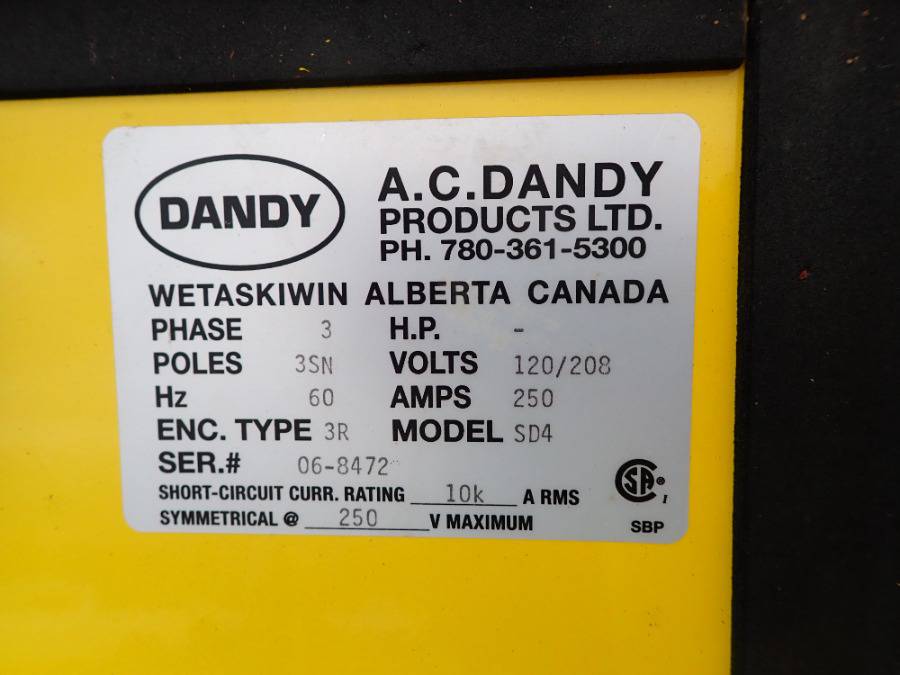 DANDY
A.C.DANDY
PRODUCTS LTD.
PH. 780-361-5300
WETASKIWIN ALBERTA CANADA
PHASE 3 H.P. -
POLES 3SN VOLTS 120/208
Hz 60 AMPS 250
ENC. TYPE 3R MODEL SD4
SER.# 06-8472
SHORT-CIRCUIT CURR. RATING 10k A RMS
SYMMETRICAL @ 250 V MAXIMUM
SA ® I
SBP